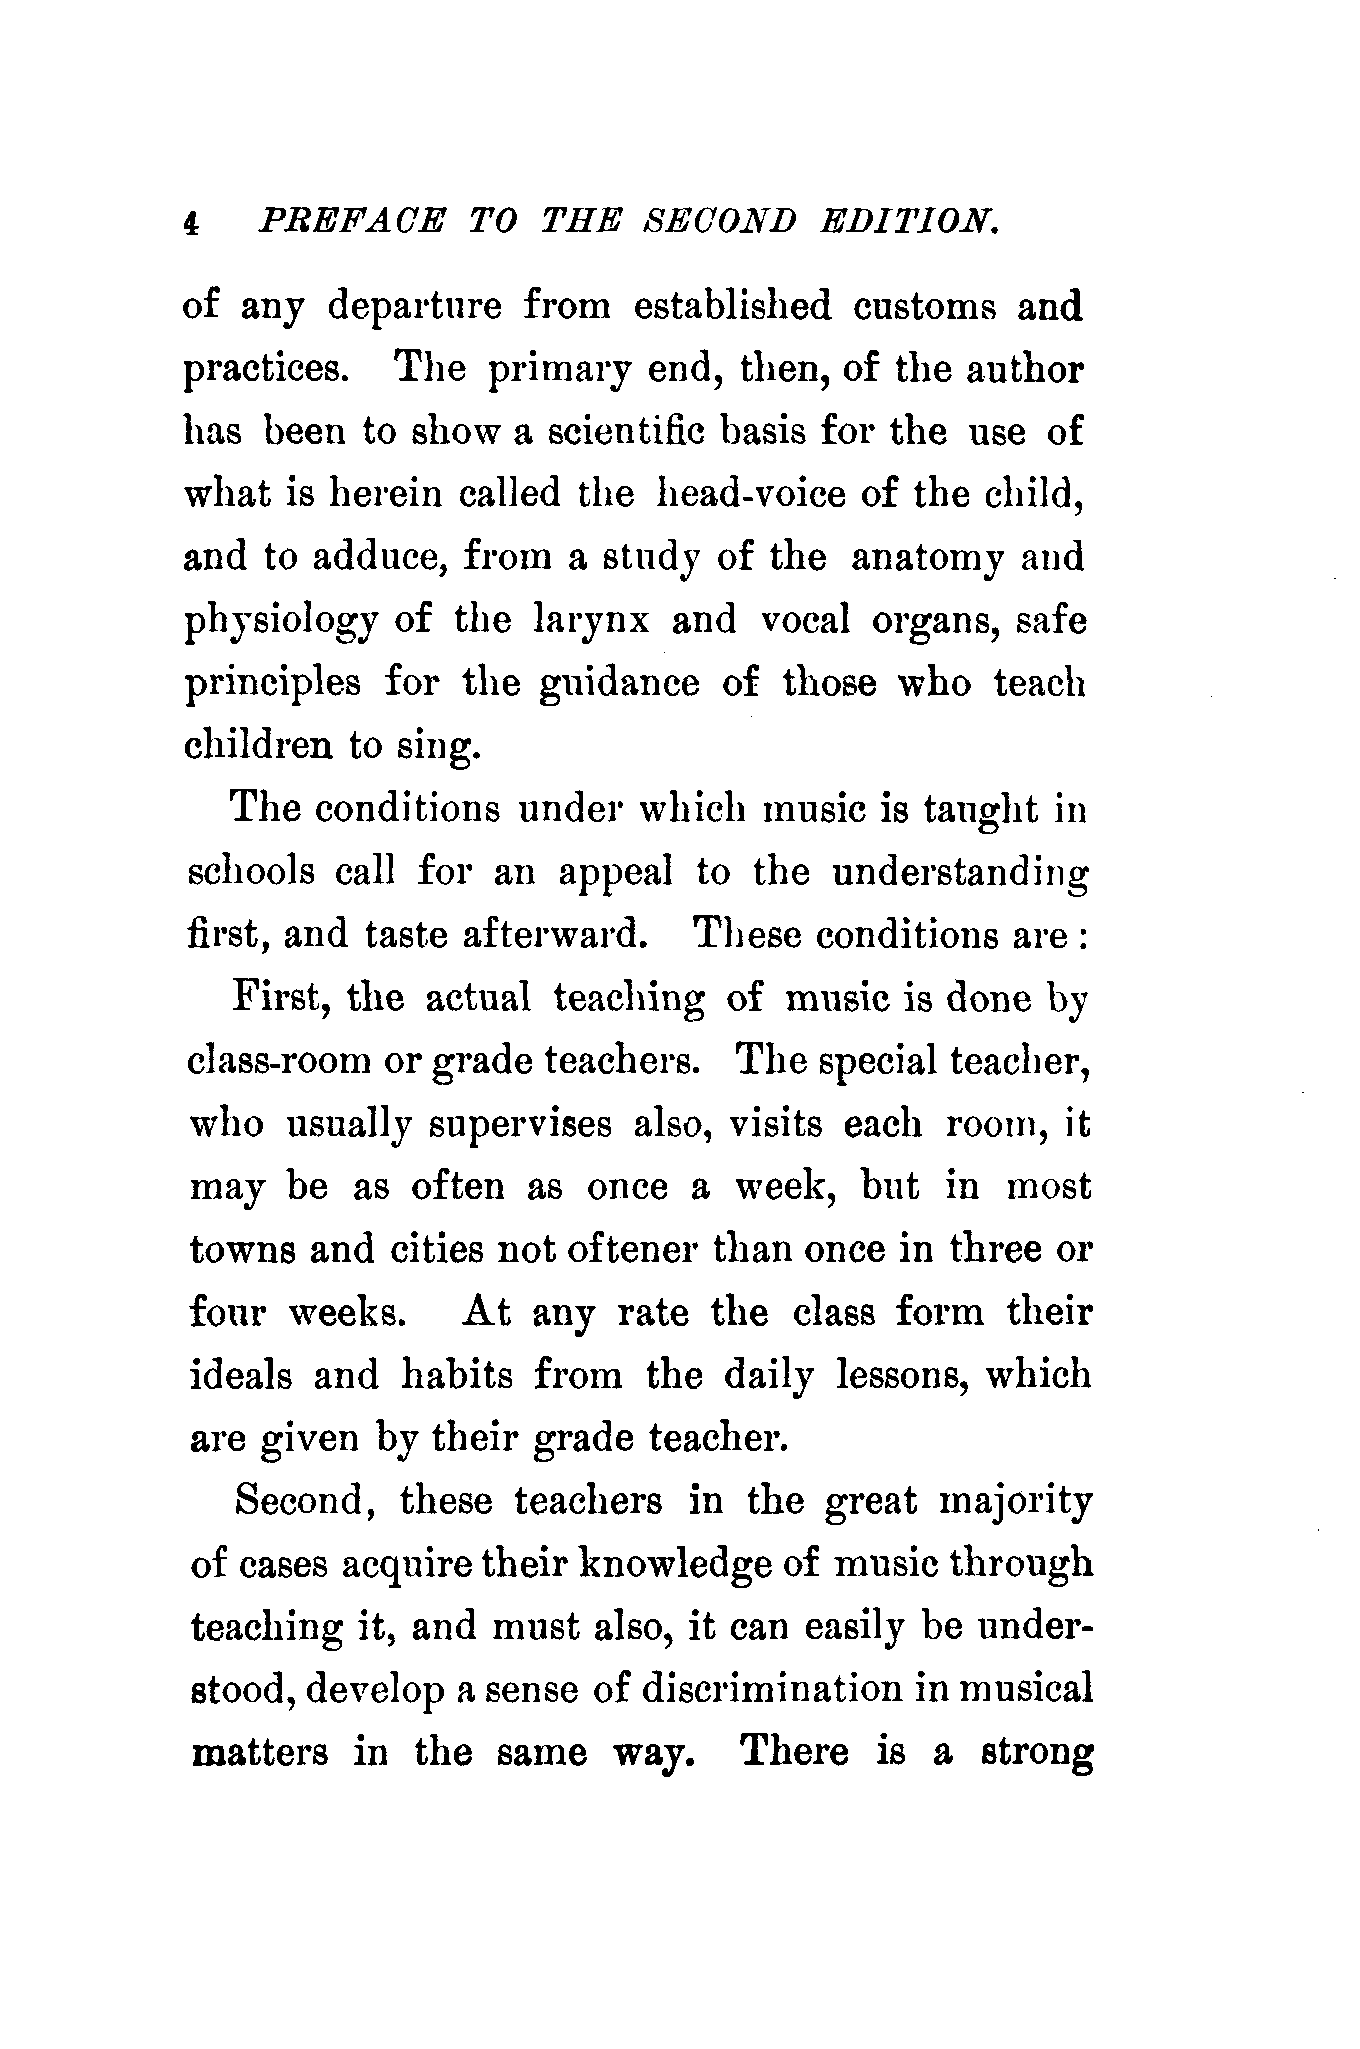 4 PREFACE TO THE SECOND EDITION.
of any departure from established customs and
practices. The primary end, then, of the author
has been to show a scientific basis for the use of
what is herein called the head-voice of the child,
and to adduce, from a study of the anatomy and
physiology of the larynx and vocal organs, safe
principles for the guidance of those who teach
children to sing.
The conditions under which music is taught in
schools call for an appeal to the understanding
first, and taste afterward. These conditions are :
First, the actual teaching of music is done by
class-room or grade teachers. The special teacher,
who usually supervises also, visits each room, it
may be as often as once a week, but in most
towns and cities not oftener than once in three or
four weeks. At any rate the class form their
ideals and habits from the daily lessons, which
are given by their grade teacher.
Second, these teachers in the great majority
of cases acquire their knowledge of music through
teaching it, and must also, it can easily be under-
stood, develop a sense of discrimination in musical
matters in the same way. There is a strong